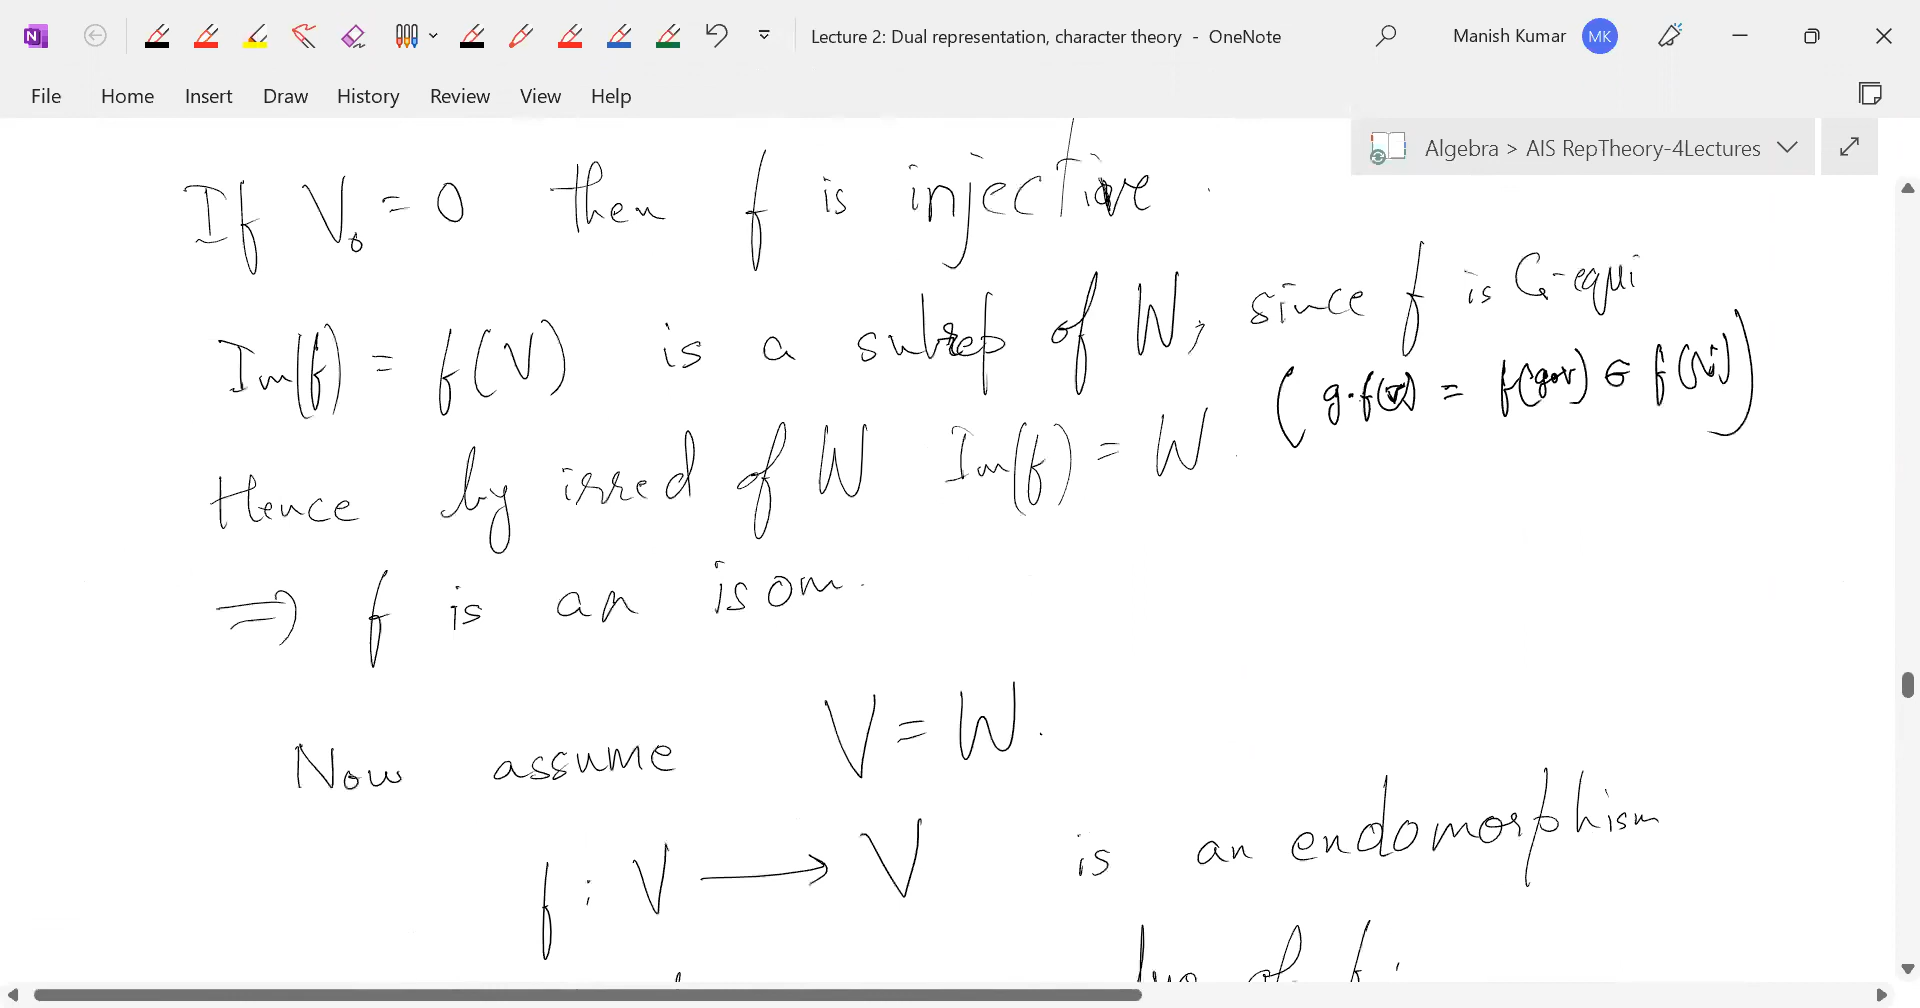 Lecture 2: Dual representation, character theory - OneNote
Manish Kumar
MK
File Home Insert Draw History Review View Help
Algebra > AIS RepTheory-4Lectures
If V₀ = 0 then f is injective.
Im(f) = f(V) is a subrep of W, since f is G-equi
(g·f(v) = f(g·v) ∈ f(V))
Hence by irred of W Im(f) = W.
⇒ f is an isom.
Now assume V = W.
f : V ⟶ V is an endomorphism
of f